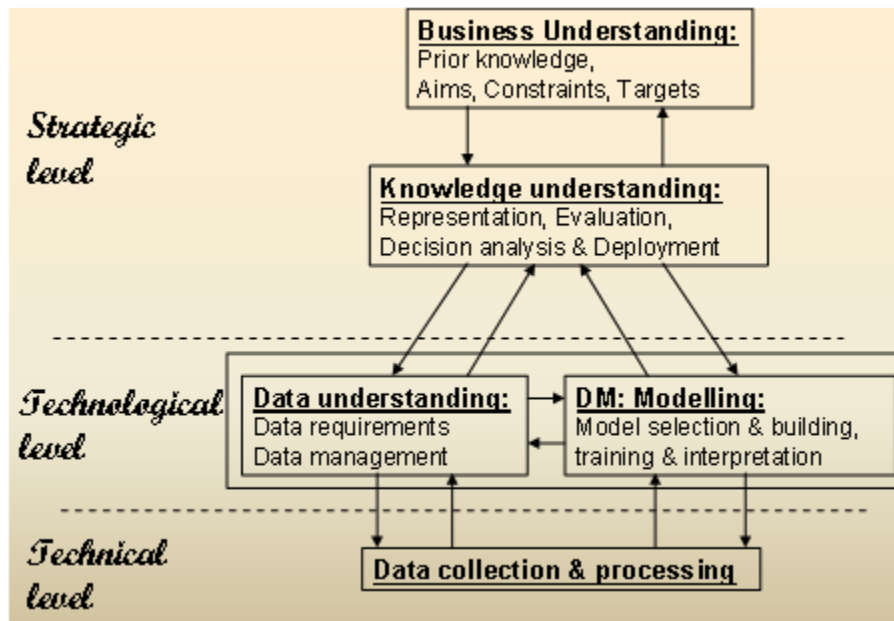 Business Understanding:
Prior knowledge,
Aims, Constraints, Targets
Strategic
level
Knowledge understanding:
Representation, Evaluation,
Decision analysis & Deployment
Technological
level
Data understanding:
Data requirements
Data management
DM: Modelling:
Model selection & building,
training & interpretation
Technical
level
Data collection & processing